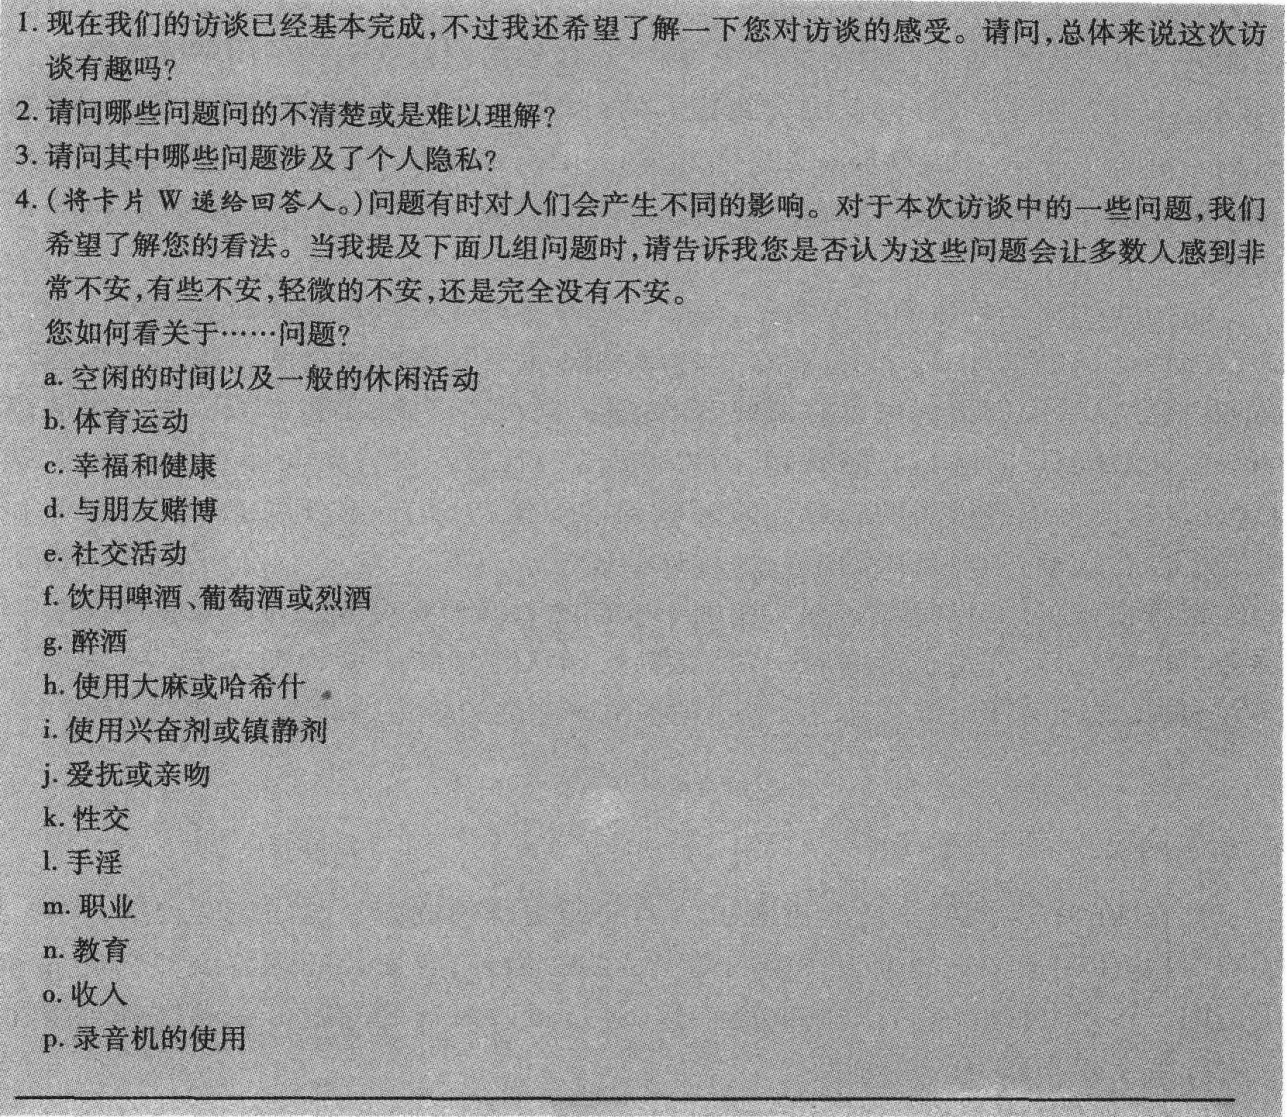 1. 现在我们的访谈已经基本完成,不过我还希望了解一下您对访谈的感受。请问,总体来说这次访
谈有趣吗?
2. 请问哪些问题问的不清楚或是难以理解?
3. 请问其中哪些问题涉及了个人隐私?
4. (将卡片 W 递给回答人。)问题有时对人们会产生不同的影响。对于本次访谈中的一些问题,我们
希望了解您的看法。当我提及下面几组问题时,请告诉我您是否认为这些问题会让多数人感到非
常不安,有些不安,轻微的不安,还是完全没有不安。
您如何看关于……问题?
a. 空闲的时间以及一般的休闲活动
b. 体育运动
c. 幸福和健康
d. 与朋友赌博
e. 社交活动
f. 饮用啤酒、葡萄酒或烈酒
g. 醉酒
h. 使用大麻或哈希什
i. 使用兴奋剂或镇静剂
j. 爱抚或亲吻
k. 性交
l. 手淫
m. 职业
n. 教育
o. 收人
p. 录音机的使用